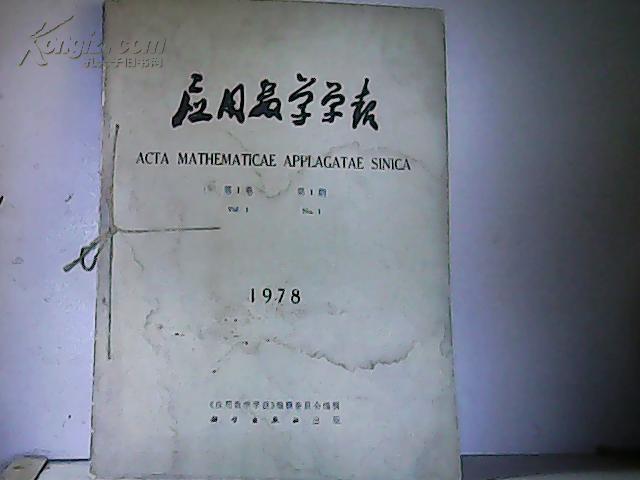 Kongfz.com
孔夫子旧书网
应用数学学报
ACTA MATHEMATICAE APPLAGATAE SINICA
第1卷 第1期
Vol. 1 No. 1
1978
《应用数学学报》编辑委员会编辑
科学出版社 出版